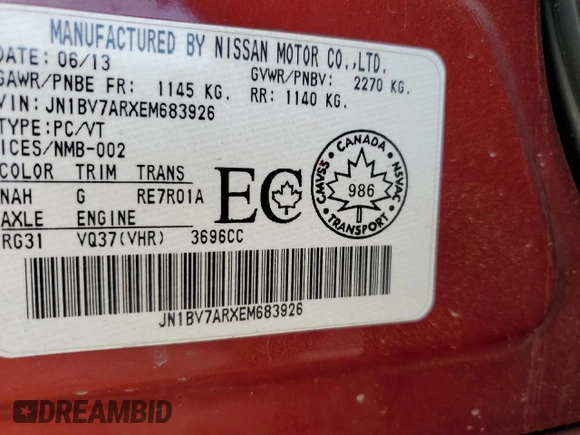 MANUFACTURED BY NISSAN MOTOR CO.,LTD.
DATE: 06/13
GAWR/PNBE FR: 1145 KG. GVWR/PNBV: 2270 KG.
RR: 1140 KG.
VIN: JN1BV7ARXEM683926
TYPE: PC/VT
ICES/NMB-002
COLOR TRIM TRANS
NAH G RE7R01A
AXLE ENGINE
RG31 VQ37(VHR) 3696CC
EC
CANADA
CMVSS
986
NSVAC
TRANSPORT
JN1BV7ARXEM683926
DREAMBID